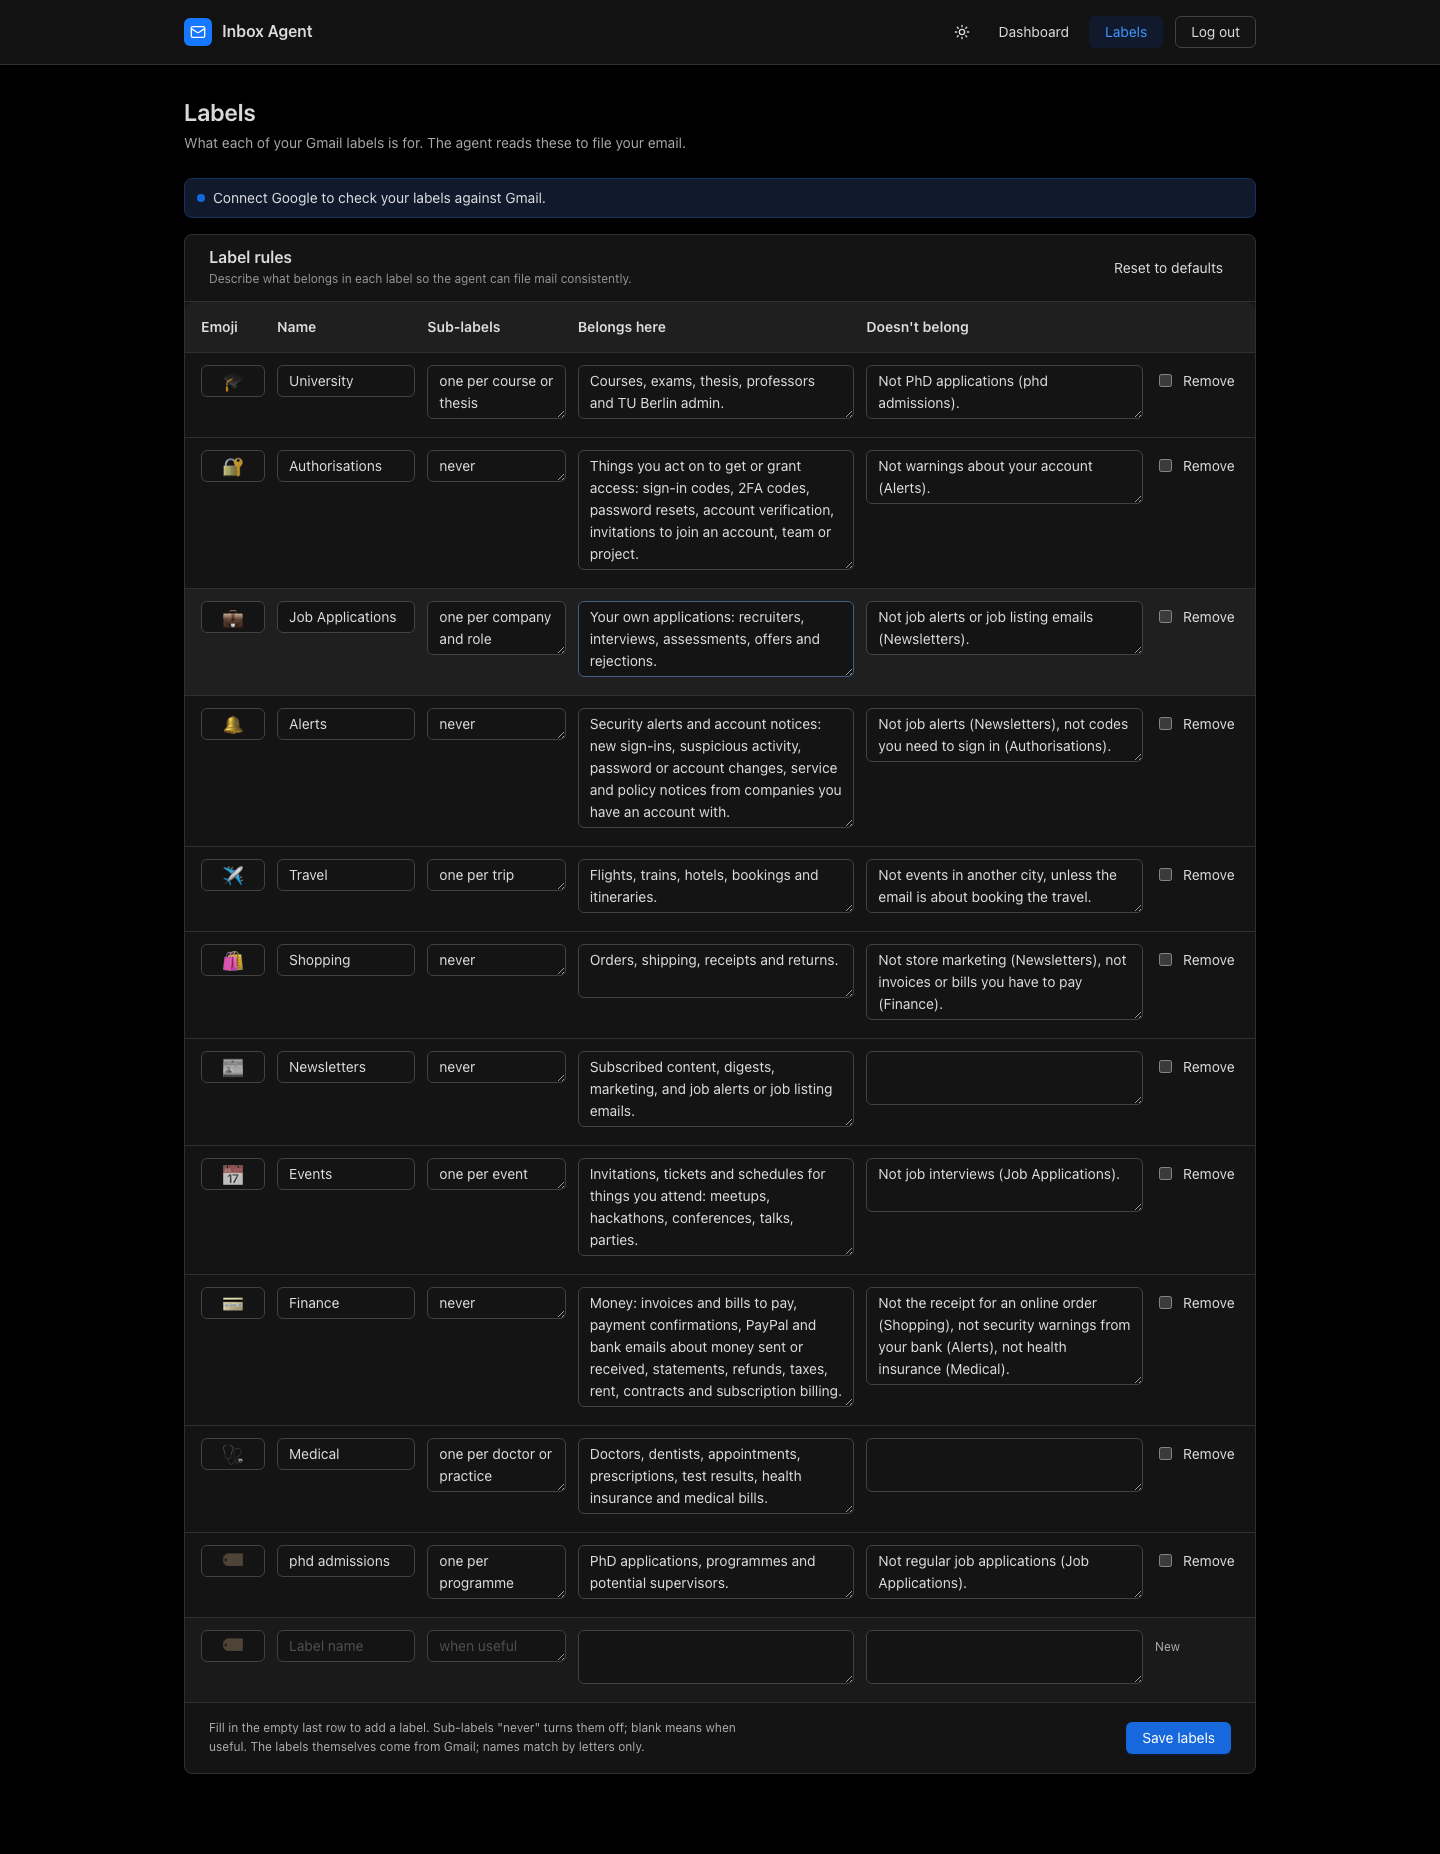 Inbox Agent
Dashboard
Labels
Log out
Labels
What each of your Gmail labels is for. The agent reads these to file your email.
Connect Google to check your labels against Gmail.
Label rules
Describe what belongs in each label so the agent can file mail consistently.
Reset to defaults
Emoji
Name
Sub-labels
Belongs here
Doesn't belong
University
one per course or
thesis
Courses, exams, thesis, professors
and TU Berlin admin.
Not PhD applications (phd
admissions).
Remove
Authorisations
never
Things you act on to get or grant
access: sign-in codes, 2FA codes,
password resets, account verification,
invitations to join an account, team or
project.
Not warnings about your account
(Alerts).
Remove
Job Applications
one per company
and role
Your own applications: recruiters,
interviews, assessments, offers and
rejections.
Not job alerts or job listing emails
(Newsletters).
Remove
Alerts
never
Security alerts and account notices:
new sign-ins, suspicious activity,
password or account changes, service
and policy notices from companies you
have an account with.
Not job alerts (Newsletters), not codes
you need to sign in (Authorisations).
Remove
Travel
one per trip
Flights, trains, hotels, bookings and
itineraries.
Not events in another city, unless the
email is about booking the travel.
Remove
Shopping
never
Orders, shipping, receipts and returns.
Not store marketing (Newsletters), not
invoices or bills you have to pay
(Finance).
Remove
Newsletters
never
Subscribed content, digests,
marketing, and job alerts or job listing
emails.
Remove
17
Events
one per event
Invitations, tickets and schedules for
things you attend: meetups,
hackathons, conferences, talks,
parties.
Not job interviews (Job Applications).
Remove
Finance
never
Money: invoices and bills to pay,
payment confirmations, PayPal and
bank emails about money sent or
received, statements, refunds, taxes,
rent, contracts and subscription billing.
Not the receipt for an online order
(Shopping), not security warnings from
your bank (Alerts), not health
insurance (Medical).
Remove
Medical
one per doctor or
practice
Doctors, dentists, appointments,
prescriptions, test results, health
insurance and medical bills.
Remove
phd admissions
one per
programme
PhD applications, programmes and
potential supervisors.
Not regular job applications (Job
Applications).
Remove
Label name
when useful
New
Fill in the empty last row to add a label. Sub-labels "never" turns them off; blank means when
useful. The labels themselves come from Gmail; names match by letters only.
Save labels